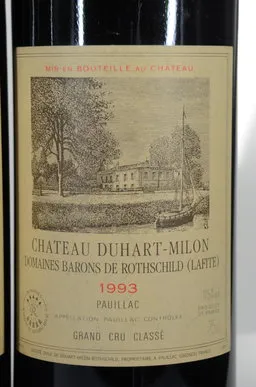 MIS EN BOUTEILLE AU CHATEAU
CHATEAU DUHART-MILON
DOMAINES BARONS DE ROTHSCHILD (LAFITE)
1993
PAUILLAC
APPELLATION PAUILLAC CONTROLEE
GRAND CRU CLASSÉ